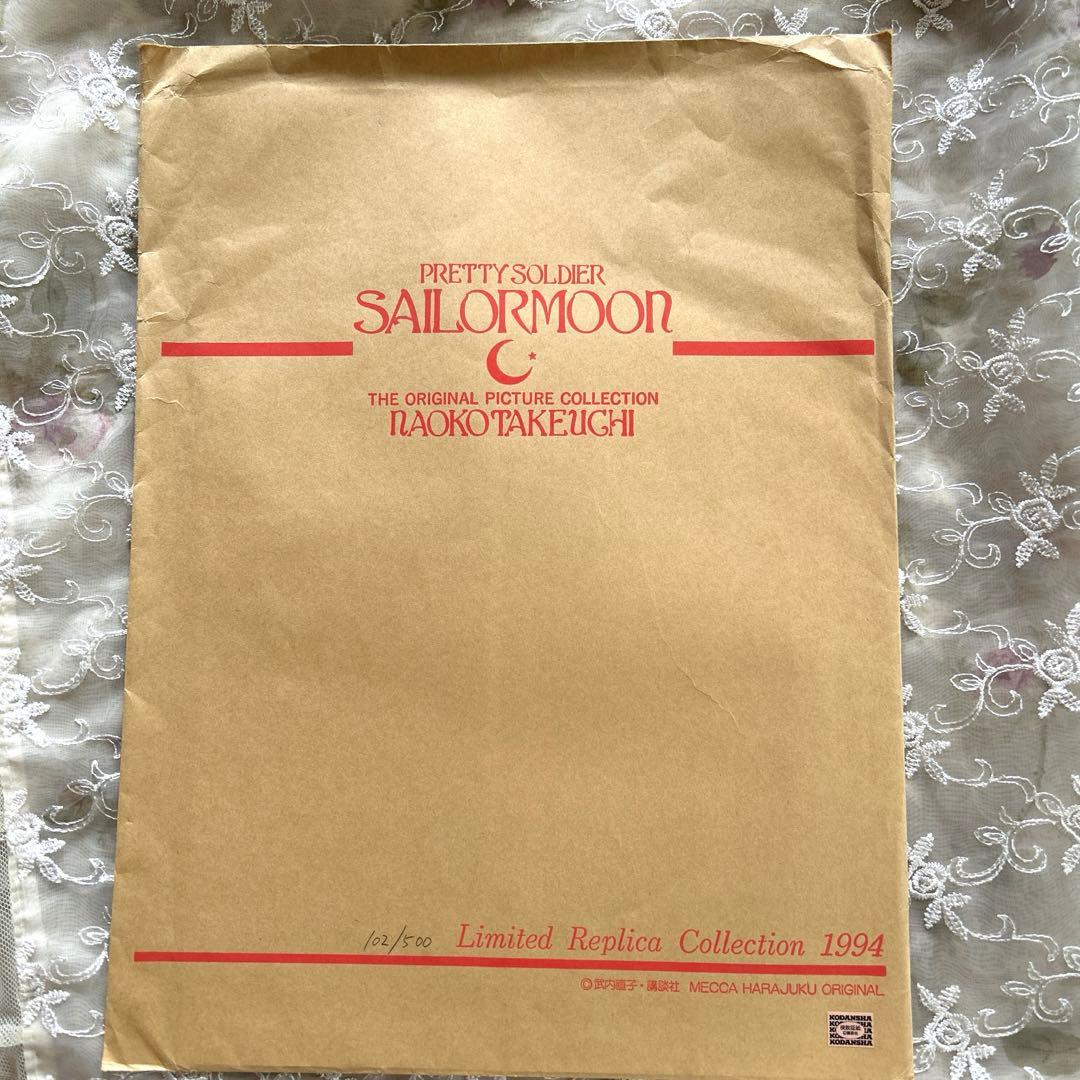 PRETTY SOLDIER
SAILORMOON
THE ORIGINAL PICTURE COLLECTION
NAOKO TAKEUCHI
102/500 Limited Replica Collection 1994
©武内直子・講談社 MECCA HARAJUKU ORIGINAL
KODANSHA
KODANSHA